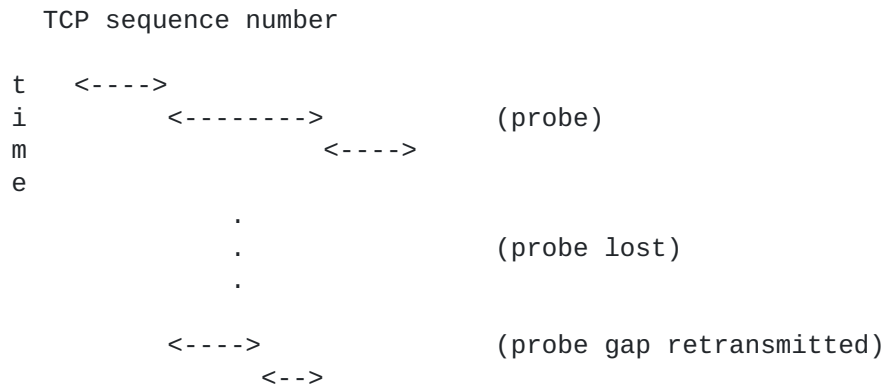 TCP sequence number
t <---->
i <--------> (probe)
m <---->
e
.
. (probe lost)
.
<----> (probe gap retransmitted)
<-->